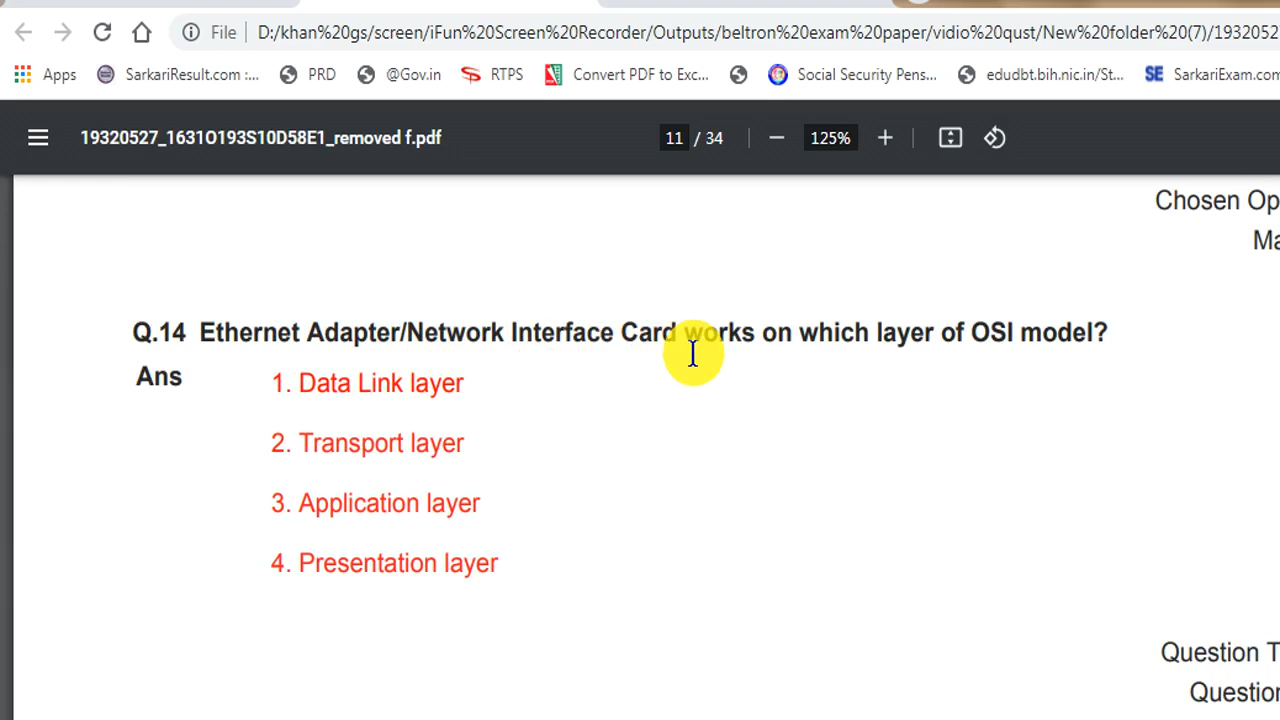 File D:/khan%20gs/screen/iFun%20Screen%20Recorder/Outputs/beltron%20exam%20paper/vidio%20qust/New%20folder%20(7)/1932052
Apps SarkariResult.com :... PRD @Gov.in RTPS Convert PDF to Exc... Social Security Pens... edudbt.bih.nic.in/St... SE SarkariExam.com
19320527_1631O193S10D58E1_removed f.pdf 11 / 34 125%
Chosen Op
Ma
Q.14 Ethernet Adapter/Network Interface Card works on which layer of OSI model?
Ans 1. Data Link layer
2. Transport layer
3. Application layer
4. Presentation layer
Question T
Question